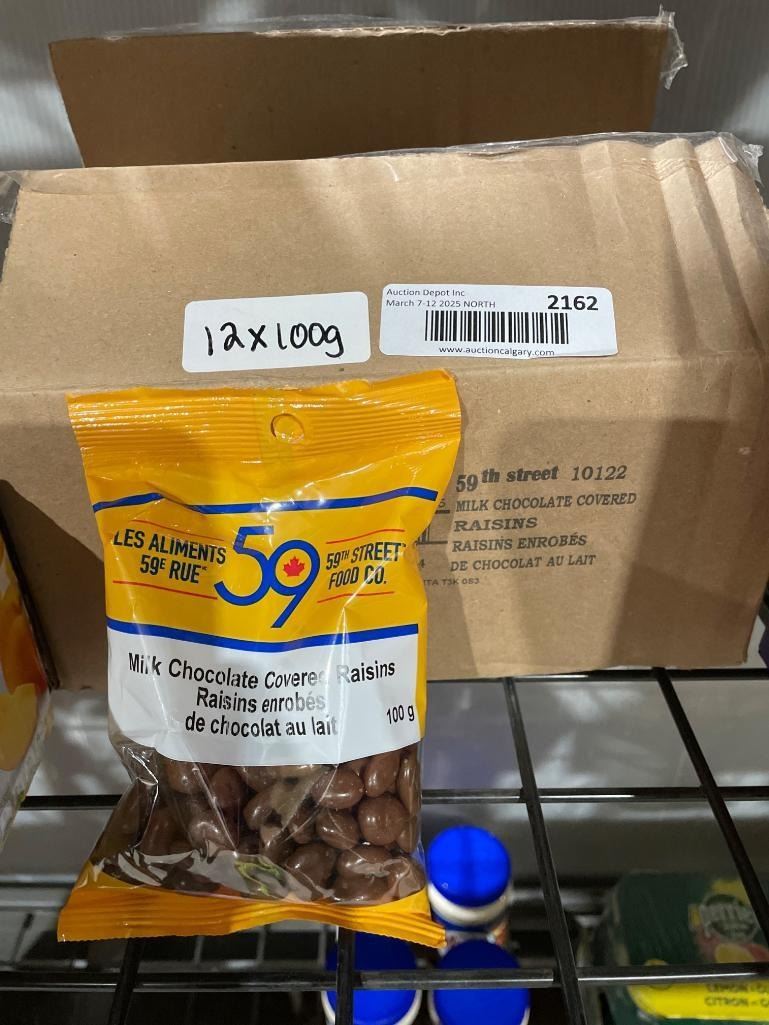 12x100g
Auction Depot Inc
March 7-12 2025 NORTH
2162
www.auctioncalgary.com
59th street 10122
MILK CHOCOLATE COVERED
RAISINS
RAISINS ENROBÉS
DE CHOCOLAT AU LAIT
T3K 0S3
LES ALIMENTS
59E RUE
59
59TH STREET
FOOD CO.
Milk Chocolate Covered Raisins
Raisins enrobés
de chocolat au lait
100 g